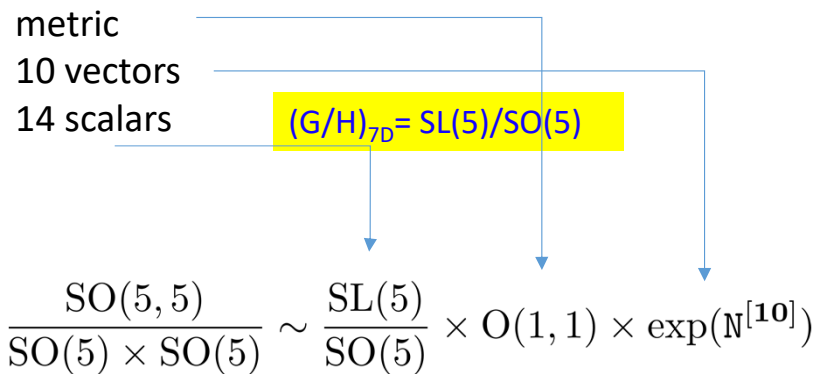 metric
10 vectors
14 scalars
(G/H)₇D= SL(5)/SO(5)
SO(5, 5) / SO(5) × SO(5) ∼ SL(5) / SO(5) × O(1, 1) × exp(N^[10])